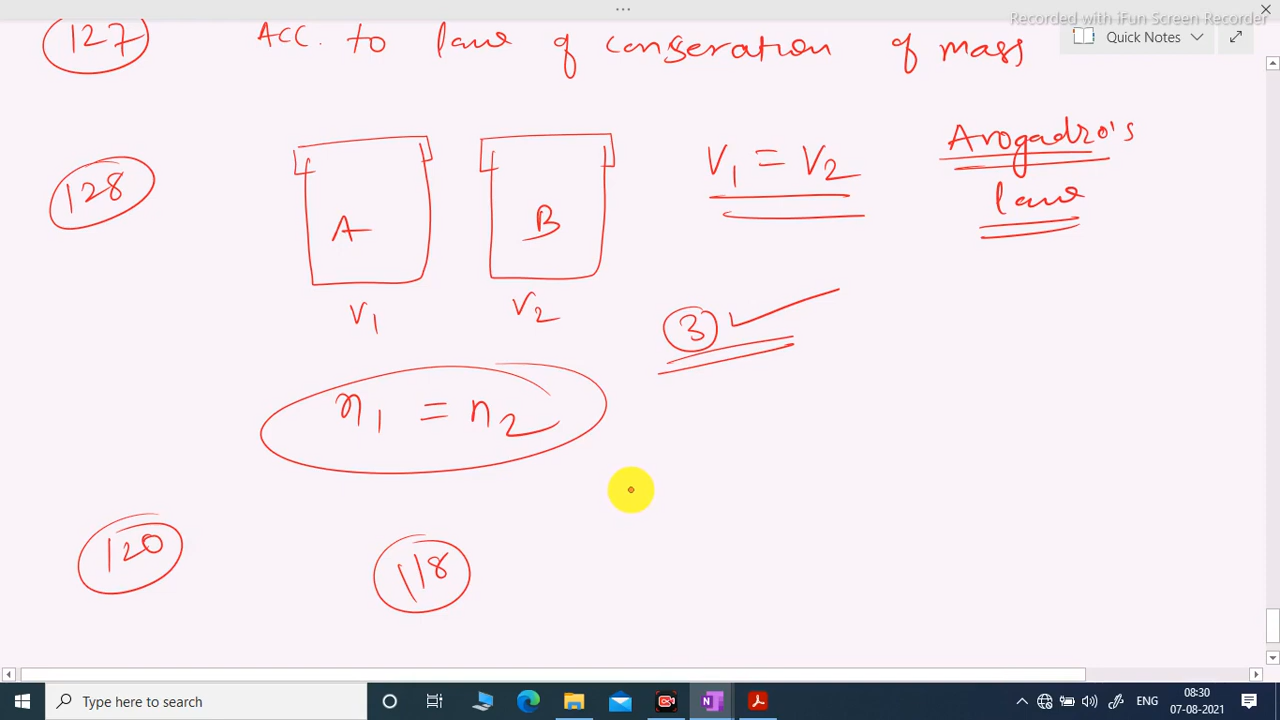 Recorded with iFun Screen Recorder
Quick Notes
127 ACC. to law of conseration of mass
128
A B
V1 V2
V1 = V2
Avogadro's
law
3
n1 = n2
120 118
Type here to search
ENG
08:30
07-08-2021